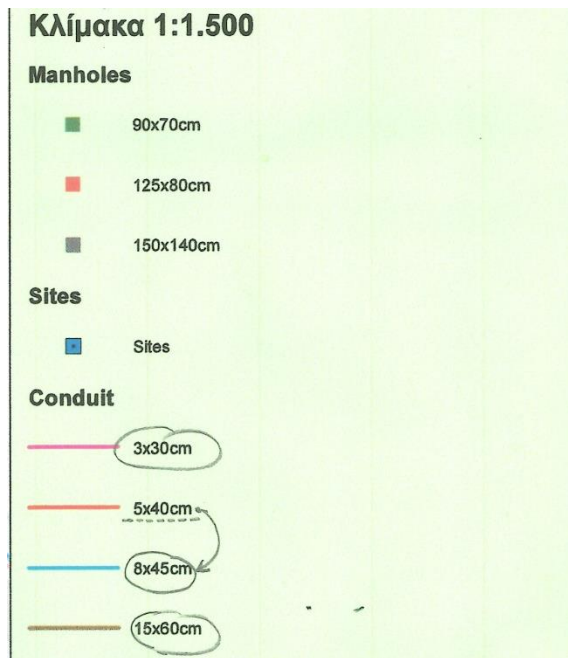 Κλίμακα 1:1.500
Manholes
90x70cm
125x80cm
150x140cm
Sites
Sites
Conduit
3x30cm
5x40cm
8x45cm
15x60cm